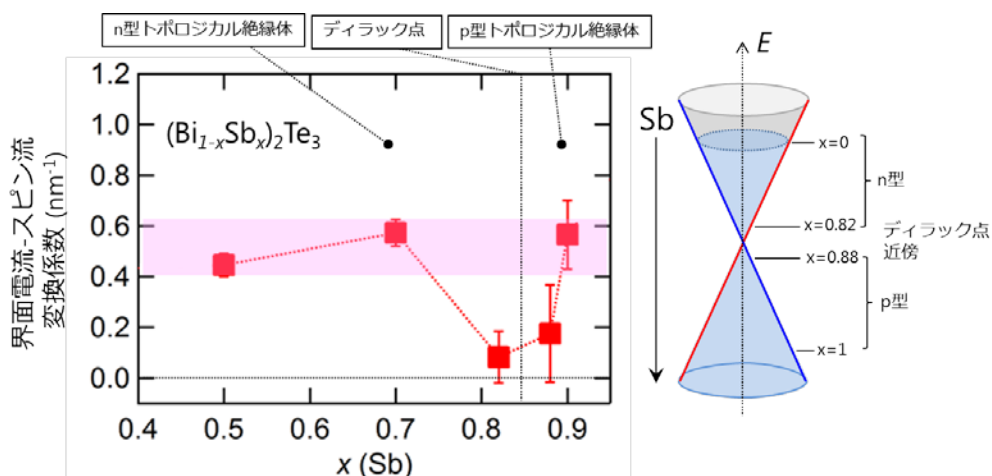 n型トポロジカル絶縁体
ディラック点
p型トポロジカル絶縁体
界面電流-スピン流
変換係数 (nm⁻¹)
1.2
1.0
0.8
0.6
0.4
0.2
0.0
(Bi₁₋ₓSbₓ)₂Te₃
0.4
0.5
0.6
0.7
0.8
0.9
x (Sb)
E
Sb
x=0
n型
x=0.82
ディラック点
近傍
x=0.88
p型
x=1